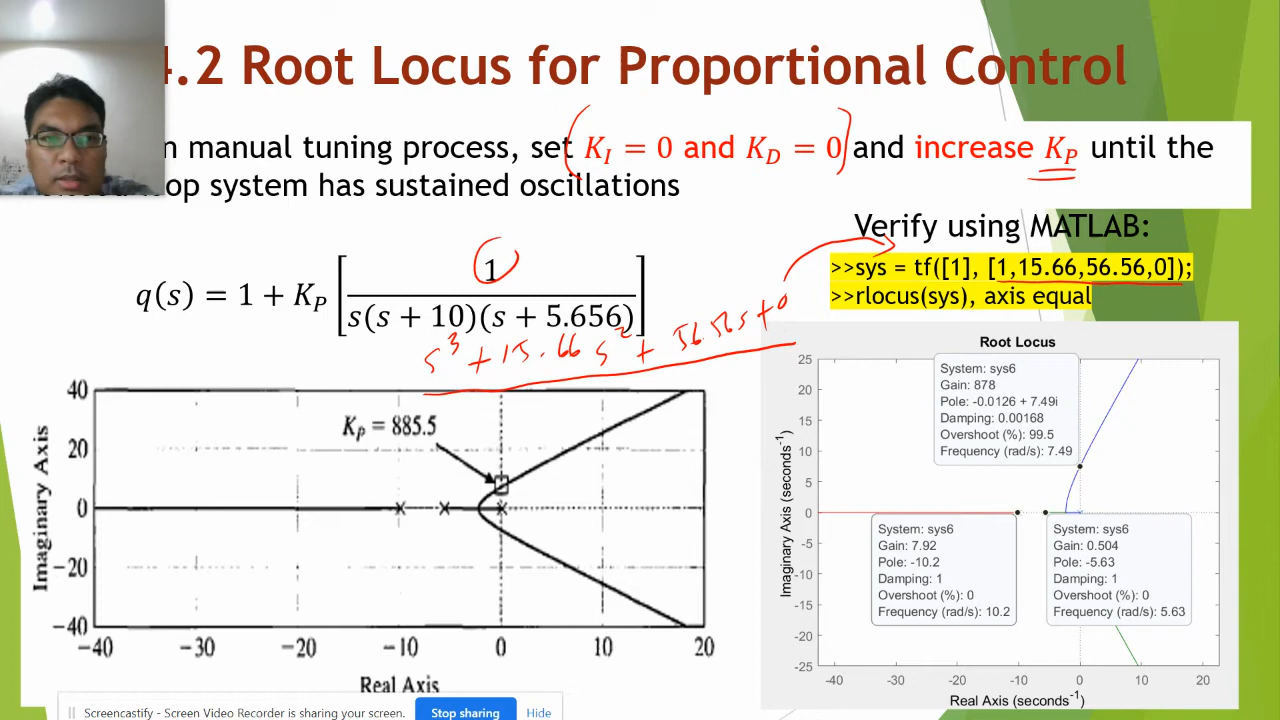 4.2 Root Locus for Proportional Control
n manual tuning process, set K_I = 0 and K_D = 0 and increase K_P until the
oop system has sustained oscillations
Verify using MATLAB:
>>sys = tf([1], [1,15.66,56.56,0]);
>>rlocus(sys), axis equal
q(s) = 1 + K_P [ 1 / s(s + 10)(s + 5.656) ]
s³ + 15.66 s² + 56.56s + 0
40
20
0
−20
−40
Imaginary Axis
K_P = 885.5
−40 −30 −20 −10 0 10 20
Real Axis
Root Locus
25
20
15
10
5
0
-5
-10
-15
-20
-25
Imaginary Axis (seconds⁻¹)
System: sys6
Gain: 878
Pole: -0.0126 + 7.49i
Damping: 0.00168
Overshoot (%): 99.5
Frequency (rad/s): 7.49
System: sys6
Gain: 7.92
Pole: -10.2
Damping: 1
Overshoot (%): 0
Frequency (rad/s): 10.2
System: sys6
Gain: 0.504
Pole: -5.63
Damping: 1
Overshoot (%): 0
Frequency (rad/s): 5.63
-40 -30 -20 -10 0 10 20
Real Axis (seconds⁻¹)
Screencastify - Screen Video Recorder is sharing your screen.
Stop sharing
Hide